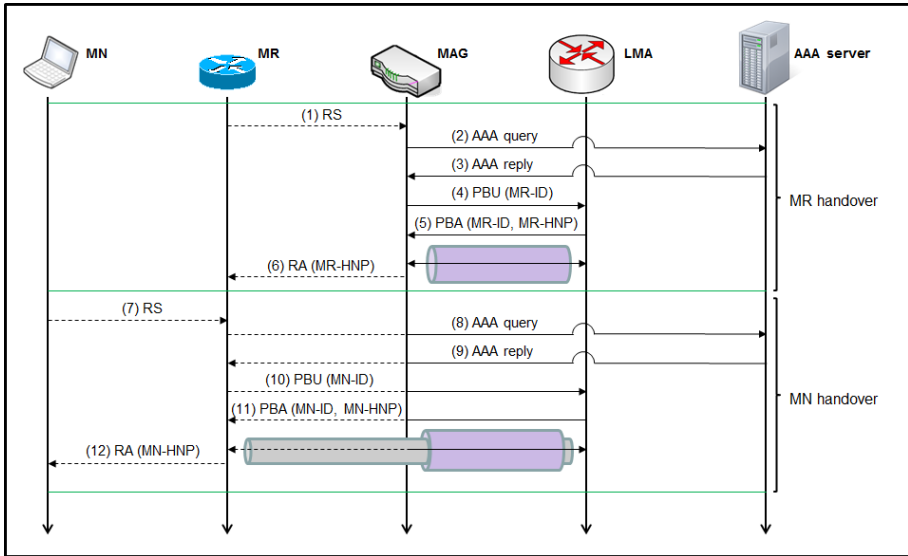 MN
MR
MAG
LMA
AAA server
(1) RS
(2) AAA query
(3) AAA reply
(4) PBU (MR-ID)
(5) PBA (MR-ID, MR-HNP)
(6) RA (MR-HNP)
MR handover
(7) RS
(8) AAA query
(9) AAA reply
(10) PBU (MN-ID)
(11) PBA (MN-ID, MN-HNP)
(12) RA (MN-HNP)
MN handover